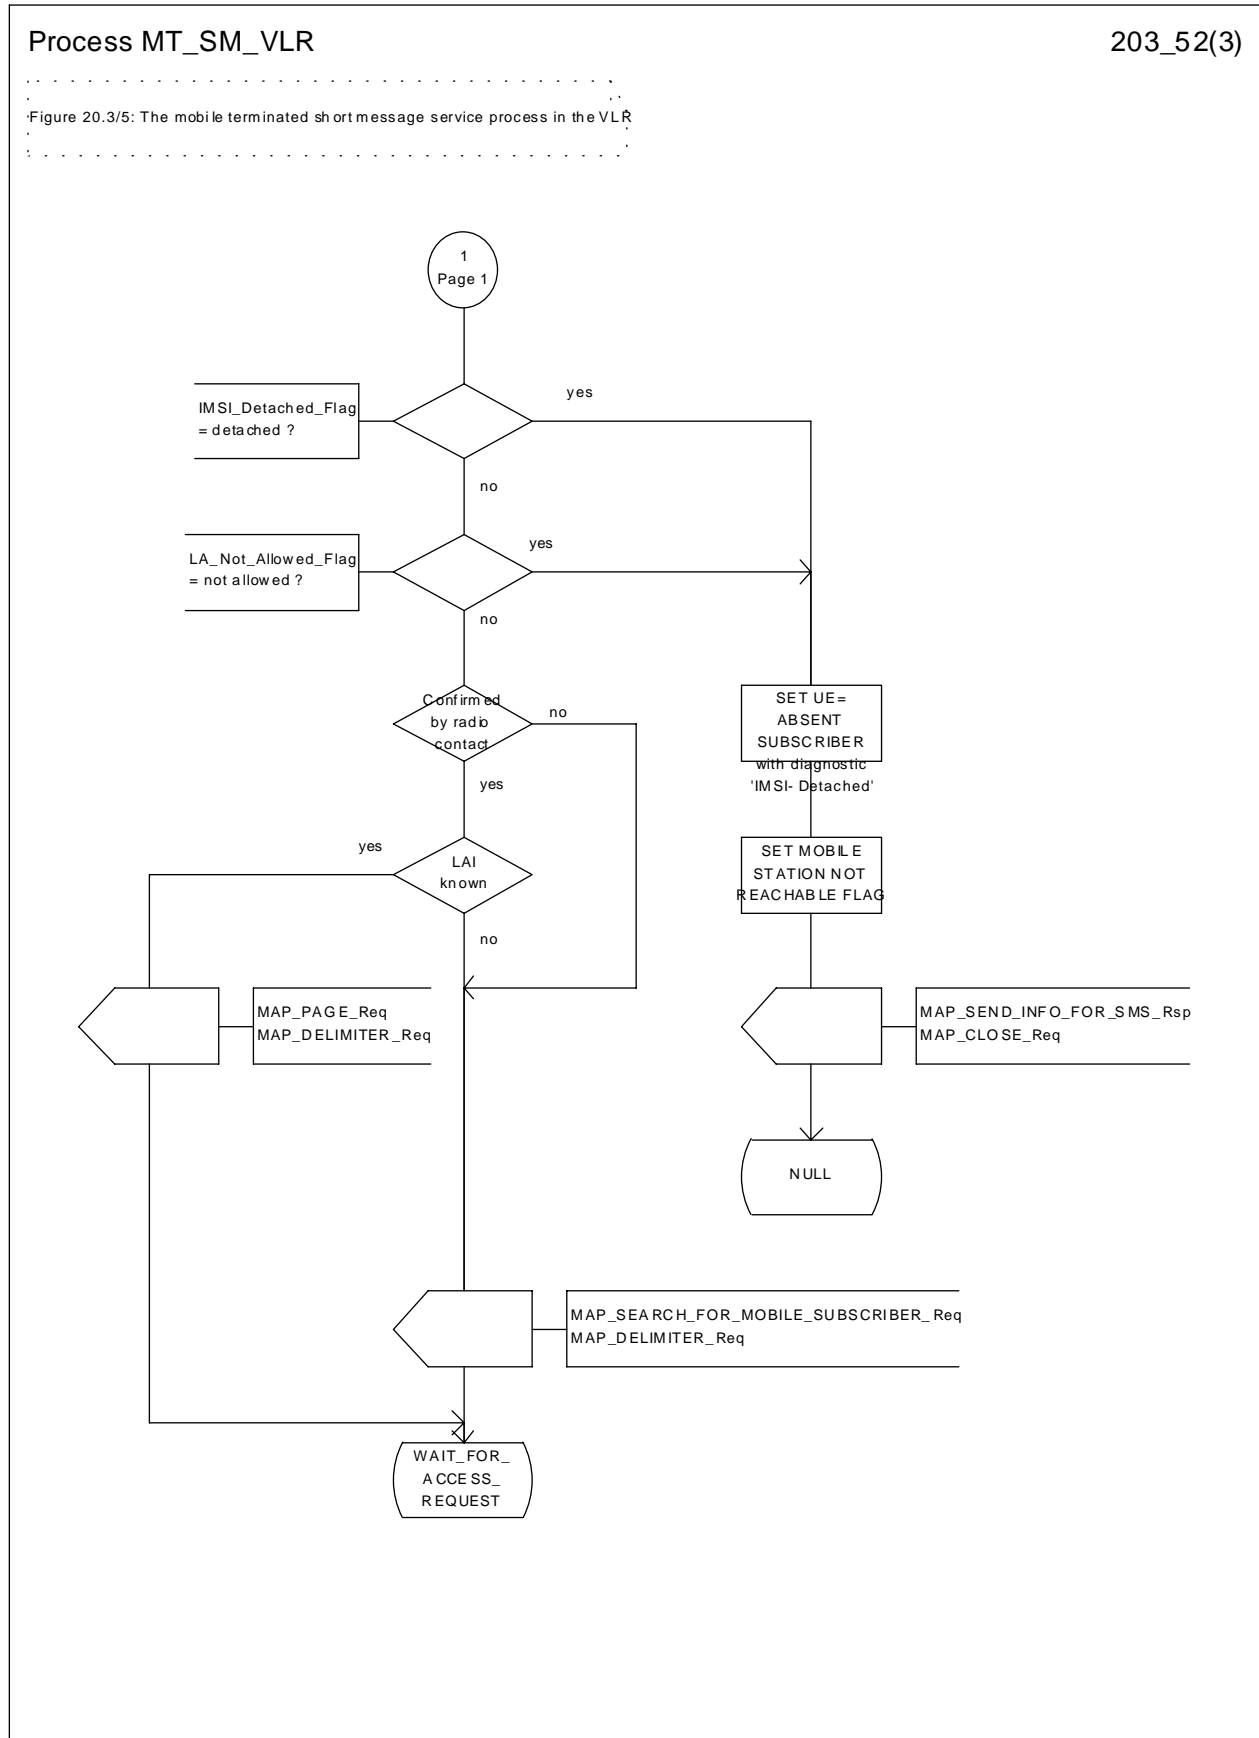 Process MT_SM_VLR
203_52(3)
Figure 20.3/5: The mobile terminated short message service process in the VLR
1
Page 1
IMSI_Detached_Flag
= detached ?
yes
no
LA_Not_Allowed_Flag
= not allowed ?
yes
no
Confirmed
by radio
contact
no
yes
SET UE=
ABSENT
SUBSCRIBER
with diagnostic
'IMSI- Detached'
yes
LAI
known
no
SET MOBILE
STATION NOT
REACHABLE FLAG
MAP_PAGE_Req
MAP_DELIMITER_Req
MAP_SEND_INFO_FOR_SMS_Rsp
MAP_CLOSE_Req
NULL
MAP_SEARCH_FOR_MOBILE_SUBSCRIBER_Req
MAP_DELIMITER_Req
WAIT_FOR_
ACCESS_
REQUEST